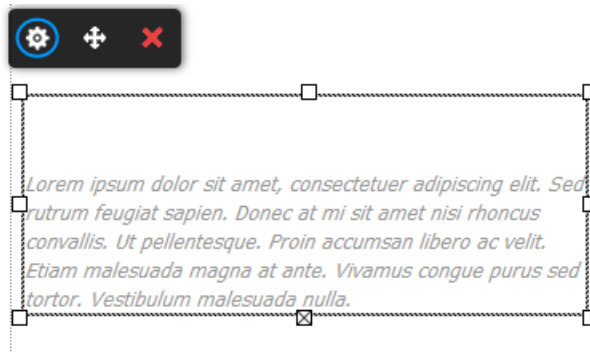 Lorem ipsum dolor sit amet, consectetuer adipiscing elit. Sed
rutrum feugiat sapien. Donec at mi sit amet nisi rhoncus
convallis. Ut pellentesque. Proin accumsan libero ac velit.
Etiam malesuada magna at ante. Vivamus congue purus sed
tortor. Vestibulum malesuada nulla.